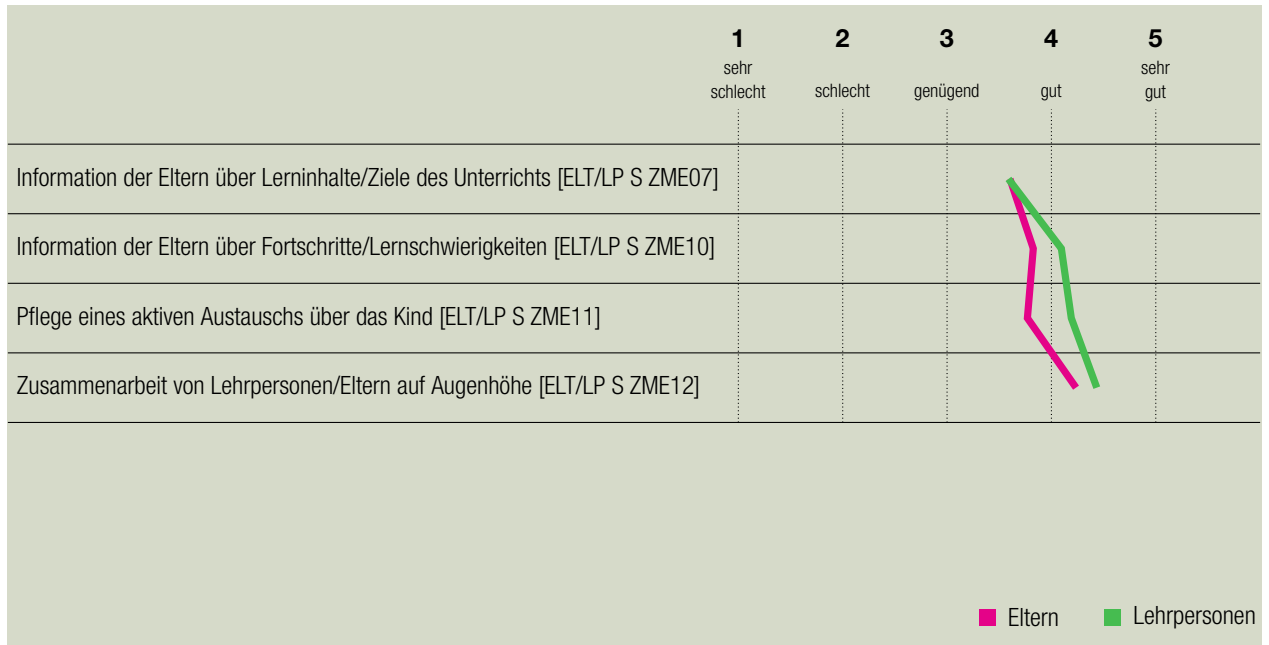 1 2 3 4 5
sehr sehr
schlecht schlecht genügend gut gut
Information der Eltern über Lerninhalte/Ziele des Unterrichts [ELT/LP S ZME07]
Information der Eltern über Fortschritte/Lernschwierigkeiten [ELT/LP S ZME10]
Pflege eines aktiven Austauschs über das Kind [ELT/LP S ZME11]
Zusammenarbeit von Lehrpersonen/Eltern auf Augenhöhe [ELT/LP S ZME12]
Eltern Lehrpersonen